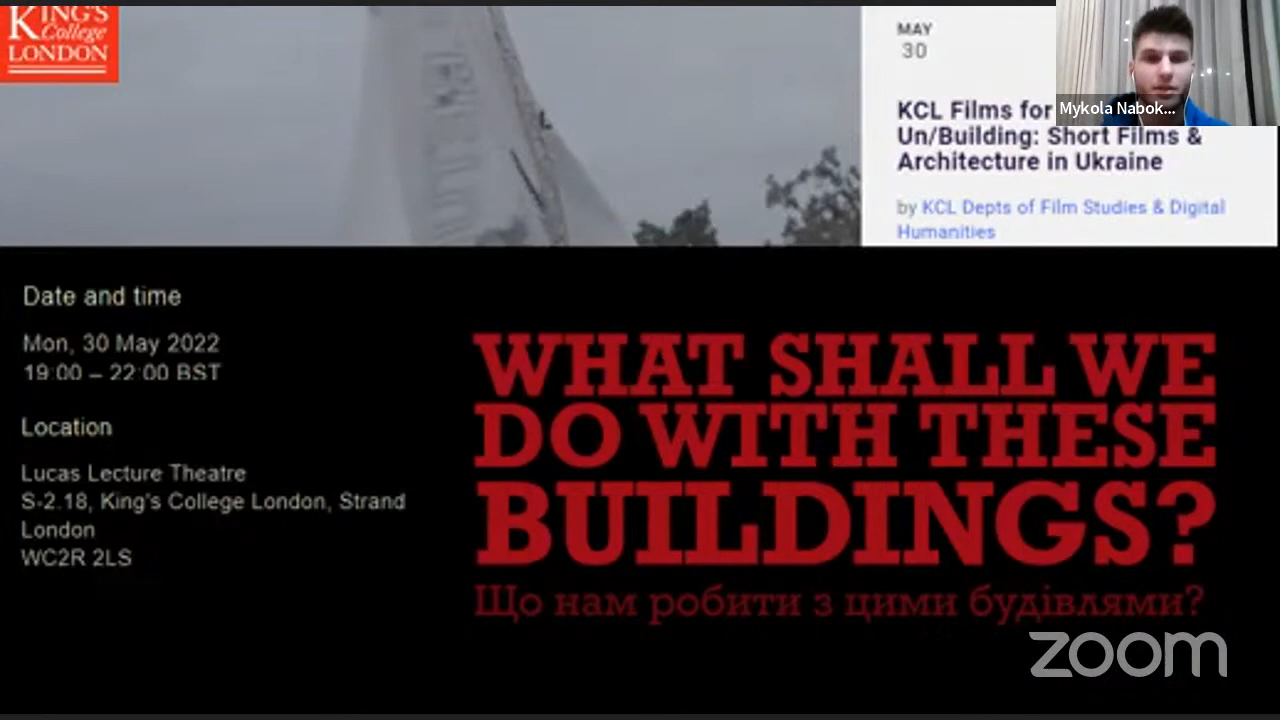 KING'S
College
LONDON
MAY
30
Mykola Nabok...
KCL Films for
Un/Building: Short Films &
Architecture in Ukraine
by KCL Depts of Film Studies & Digital
Humanities
Date and time
Mon, 30 May 2022
19:00 – 22:00 BST
Location
Lucas Lecture Theatre
S-2.18, King's College London, Strand
London
WC2R 2LS
WHAT SHALL WE
DO WITH THESE
BUILDINGS?
Що нам робити з цими будівлями?
zoom